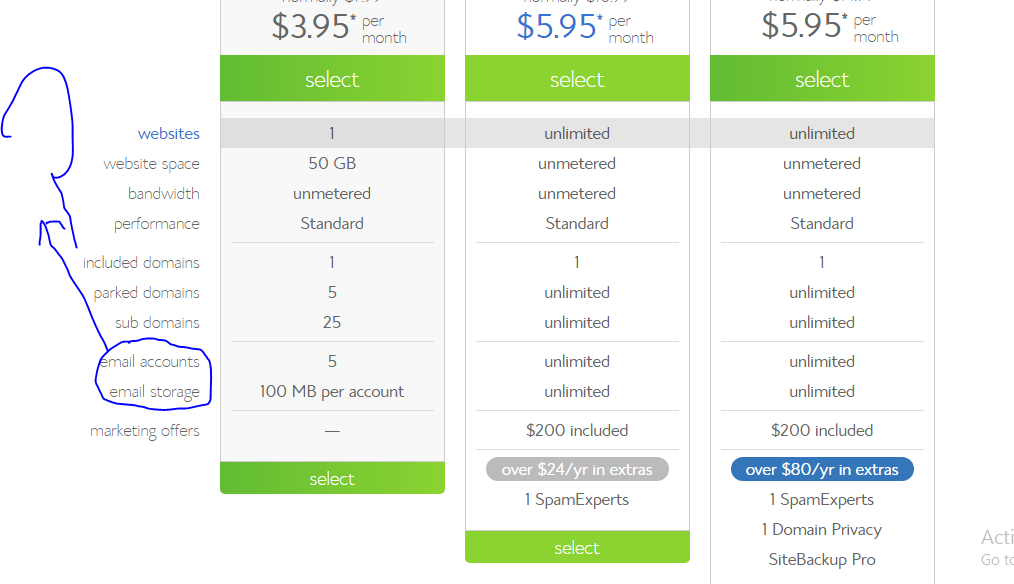 $3.95* per month $5.95* per month $5.95* per month
select select select
websites 1 unlimited unlimited
website space 50 GB unmetered unmetered
bandwidth unmetered unmetered unmetered
performance Standard Standard Standard
included domains 1 1 1
parked domains 5 unlimited unlimited
sub domains 25 unlimited unlimited
email accounts 5 unlimited unlimited
email storage 100 MB per account unlimited unlimited
marketing offers — $200 included $200 included
over $24/yr in extras over $80/yr in extras
select
1 SpamExperts 1 SpamExperts
1 Domain Privacy
select
SiteBackup Pro